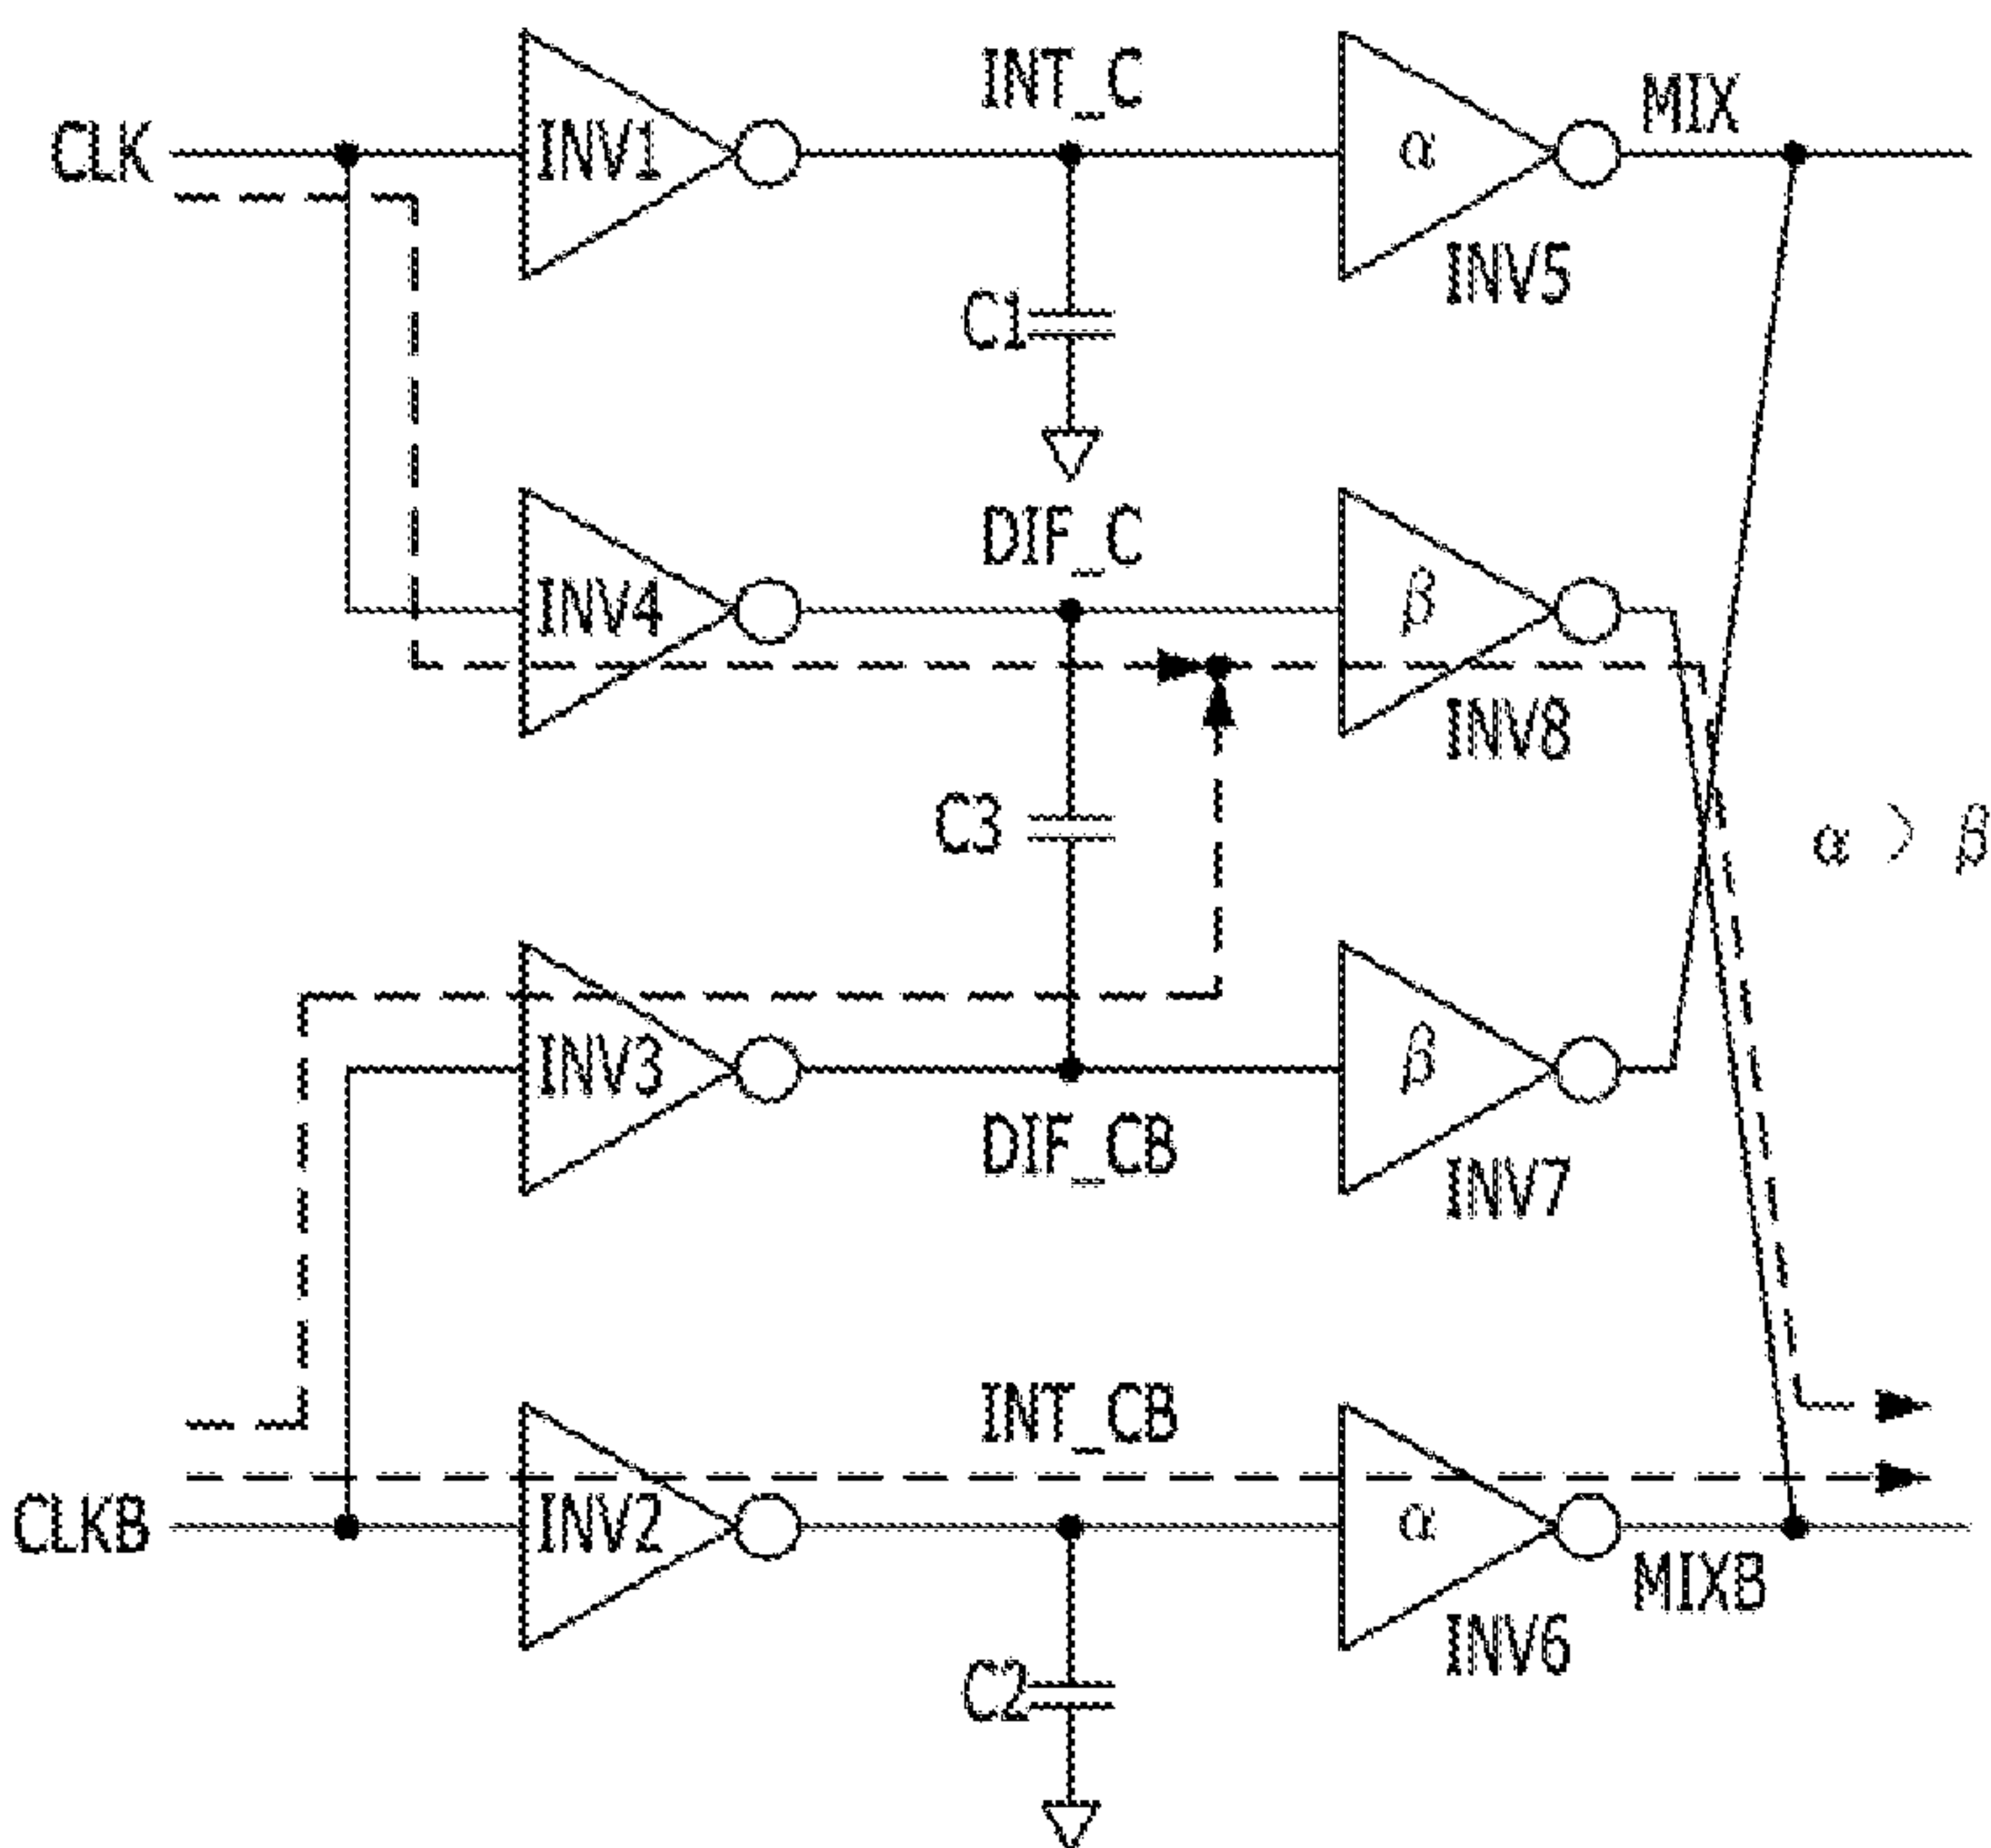 CLK
INV1
INT_C
α
MIX
INV5
C1
INV4
DIF_C
β
INV8
C3
α > β
INV3
DIF_CB
β
INV7
CLKB
INV2
INT_CB
α
MIXB
INV6
C2